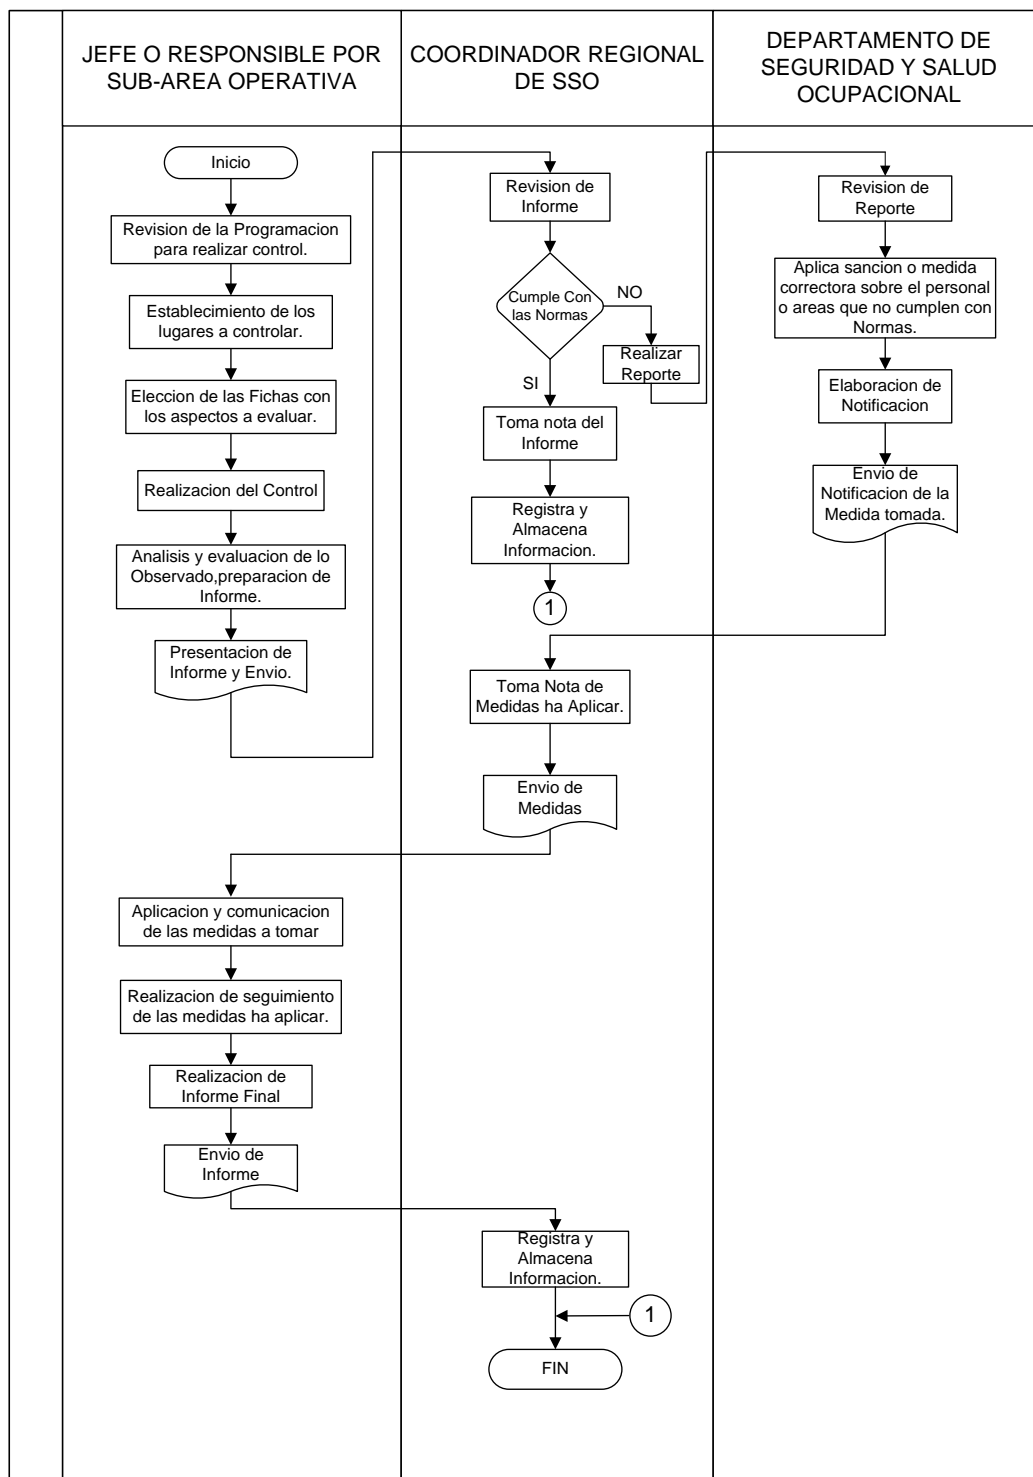 JEFE O RESPONSIBLE POR
SUB-AREA OPERATIVA
COORDINADOR REGIONAL
DE SSO
DEPARTAMENTO DE
SEGURIDAD Y SALUD
OCUPACIONAL
Inicio
Revision de la Programacion
para realizar control.
Establecimiento de los
lugares a controlar.
Eleccion de las Fichas con
los aspectos a evaluar.
Realizacion del Control
Analisis y evaluacion de lo
Observado,preparacion de
Informe.
Presentacion de
Informe y Envio.
Revision de
Informe
Cumple Con
las Normas
NO
Realizar
Reporte
SI
Toma nota del
Informe
Registra y
Almacena
Informacion.
1
Revision de
Reporte
Aplica sancion o medida
correctora sobre el personal
o areas que no cumplen con
Normas.
Elaboracion de
Notificacion
Envio de
Notificacion de la
Medida tomada.
Toma Nota de
Medidas ha Aplicar.
Envio de
Medidas
Aplicacion y comunicacion
de las medidas a tomar
Realizacion de seguimiento
de las medidas ha aplicar.
Realizacion de
Informe Final
Envio de
Informe
Registra y
Almacena
Informacion.
1
FIN